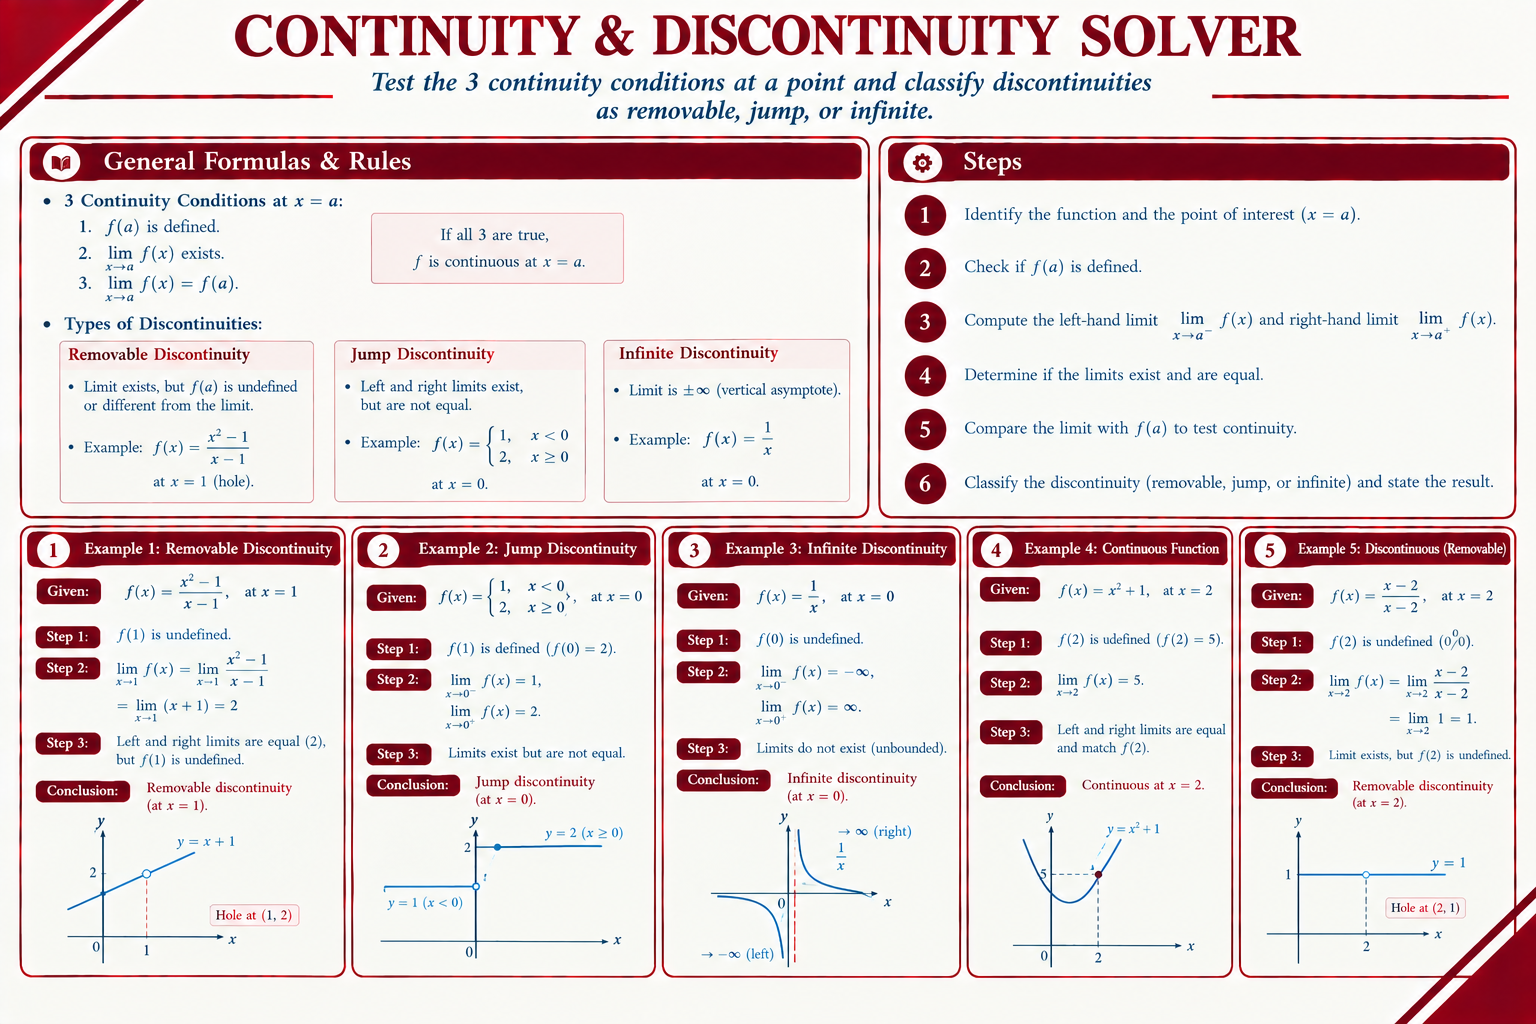 CONTINUITY & DISCONTINUITY SOLVER
Test the 3 continuity conditions at a point and classify discontinuities
as removable, jump, or infinite.
General Formulas & Rules
• 3 Continuity Conditions at x = a:
1. f(a) is defined.
2. lim x→a f(x) exists.
3. lim x→a f(x) = f(a).
If all 3 are true,
f is continuous at x = a.
• Types of Discontinuities:
Removable Discontinuity
• Limit exists, but f(a) is undefined
or different from the limit.
• Example: f(x) = (x² − 1)/(x − 1)
at x = 1 (hole).
Jump Discontinuity
• Left and right limits exist,
but are not equal.
• Example: f(x) = { 1, x < 0
2, x ≥ 0
at x = 0.
Infinite Discontinuity
• Limit is ±∞ (vertical asymptote).
• Example: f(x) = 1/x
at x = 0.
Steps
1 Identify the function and the point of interest (x = a).
2 Check if f(a) is defined.
3 Compute the left-hand limit lim x→a⁻ f(x) and right-hand limit lim x→a⁺ f(x).
4 Determine if the limits exist and are equal.
5 Compare the limit with f(a) to test continuity.
6 Classify the discontinuity (removable, jump, or infinite) and state the result.
1 Example 1: Removable Discontinuity
Given: f(x) = (x² − 1)/(x − 1), at x = 1
Step 1: f(1) is undefined.
Step 2: lim x→1 f(x) = lim x→1 (x² − 1)/(x − 1)
= lim x→1 (x + 1) = 2
Step 3: Left and right limits are equal (2),
but f(1) is undefined.
Conclusion: Removable discontinuity
(at x = 1).
y
y = x + 1
2
Hole at (1, 2)
0
1
x
2 Example 2: Jump Discontinuity
Given: f(x) = { 1, x < 0
2, x ≥ 0 }, at x = 0
Step 1: f(1) is defined (f(0) = 2).
Step 2: lim x→0⁻ f(x) = 1,
lim x→0⁺ f(x) = 2.
Step 3: Limits exist but are not equal.
Conclusion: Jump discontinuity
(at x = 0).
y
y = 2 (x ≥ 0)
2
y = 1 (x < 0)
0
x
3 Example 3: Infinite Discontinuity
Given: f(x) = 1/x, at x = 0
Step 1: f(0) is undefined.
Step 2: lim x→0⁻ f(x) = −∞,
lim x→0⁺ f(x) = ∞.
Step 3: Limits do not exist (unbounded).
Conclusion: Infinite discontinuity
(at x = 0).
y
→ ∞ (right)
1/x
0
x
→ −∞ (left)
4 Example 4: Continuous Function
Given: f(x) = x² + 1, at x = 2
Step 1: f(2) is udefined (f(2) = 5).
Step 2: lim x→2 f(x) = 5.
Step 3: Left and right limits are equal
and match f(2).
Conclusion: Continuous at x = 2.
y
y = x² + 1
5
0
2
x
5 Example 5: Discontinuous (Removable)
Given: f(x) = (x − 2)/(x − 2), at x = 2
Step 1: f(2) is undefined
Step 2: lim x→2 f(x) = lim x→2 (x − 2)/(x − 2)
= lim x→2 1 = 1.
Step 3: Limit exists, but f(2) is undefined.
Conclusion: Removable discontinuity
(at x = 2).
y
y = 1
1
Hole at (2, 1)
2
x